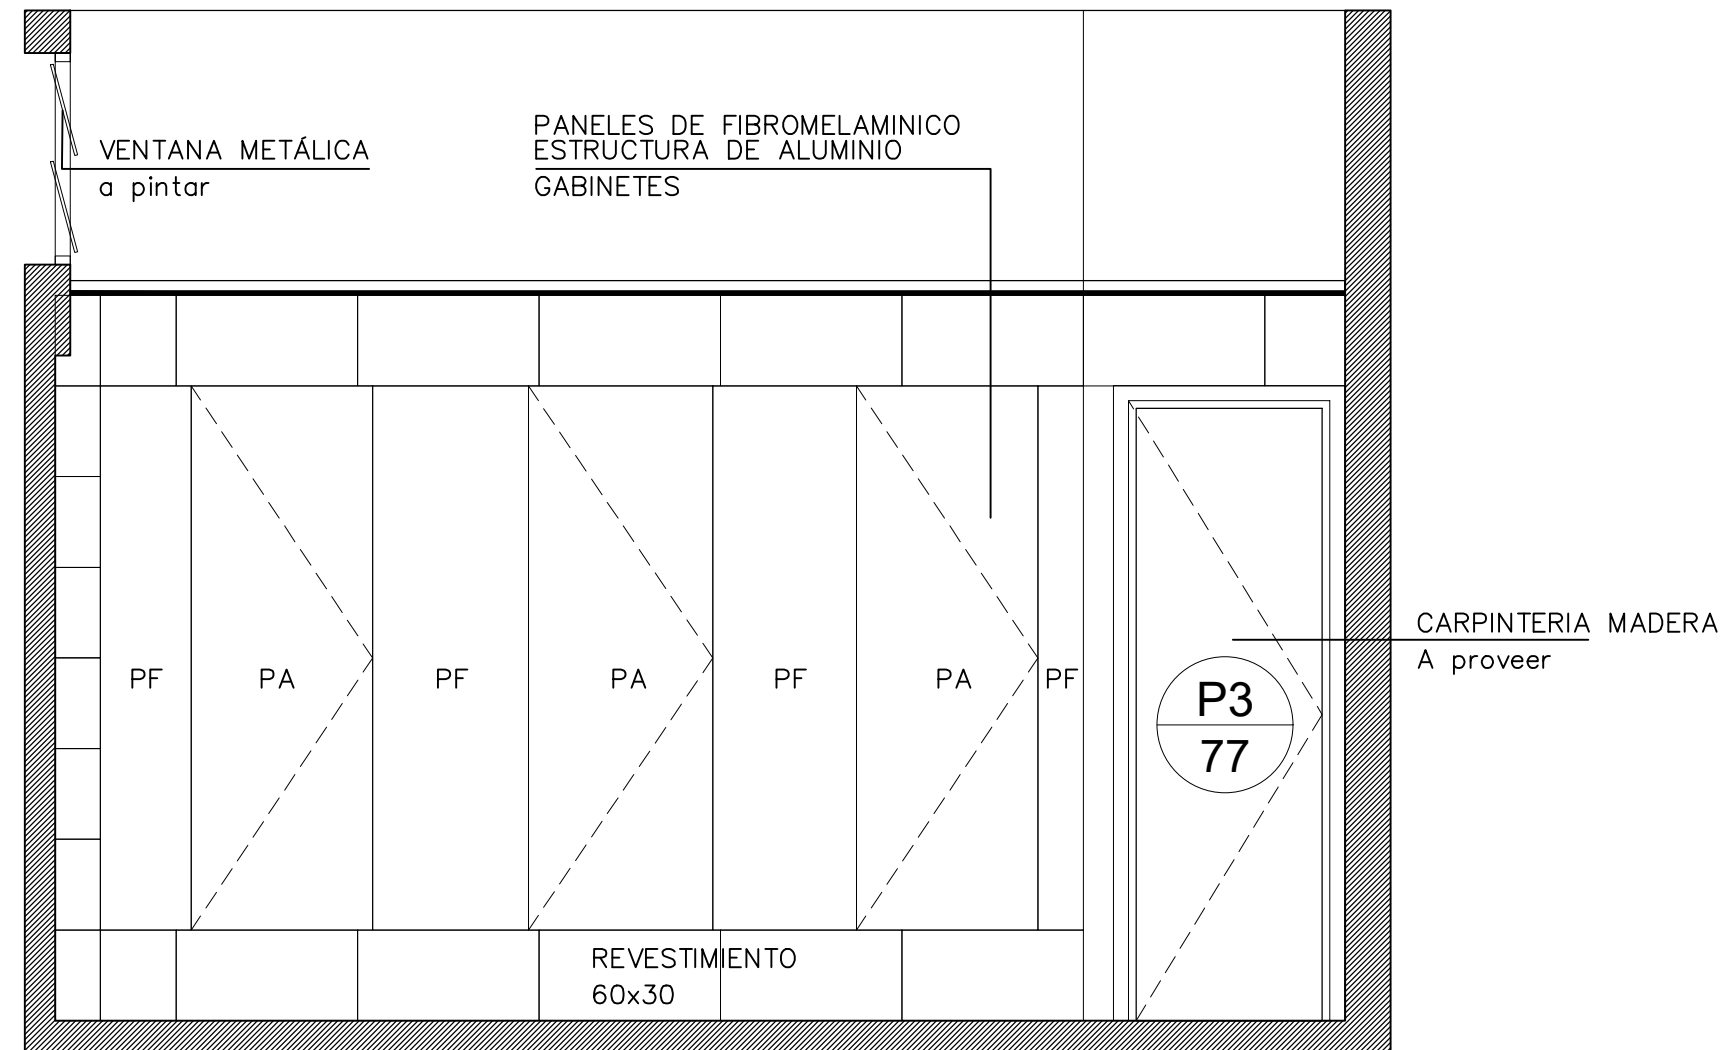 PANELES DE FIBROMELAMINICO
ESTRUCTURA DE ALUMINIO
GABINETES
VENTANA METÁLICA
a pintar
CARPINTERIA MADERA
A proveer
PF
PA
PF
PA
PF
PA
PF
P3
77
REVESTIMIENTO
60x30